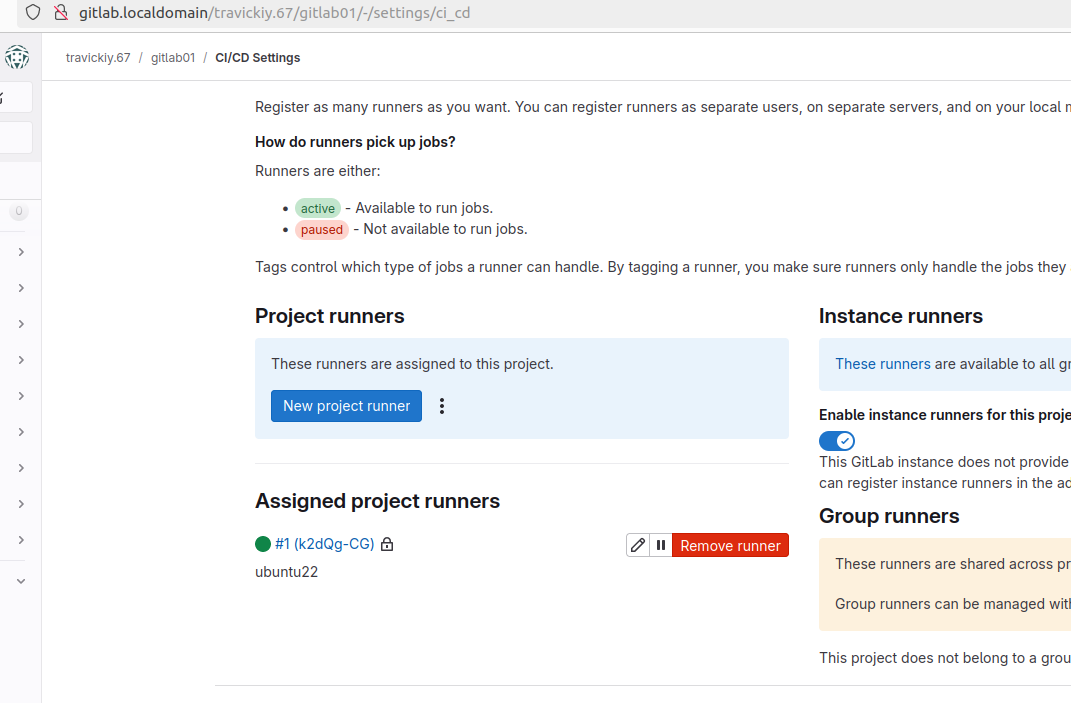 gitlab.localdomain/travickiy.67/gitlab01/-/settings/ci_cd
travickiy.67 / gitlab01 / CI/CD Settings
Register as many runners as you want. You can register runners as separate users, on separate servers, and on your local
How do runners pick up jobs?
Runners are either:
active - Available to run jobs.
paused - Not available to run jobs.
0
Tags control which type of jobs a runner can handle. By tagging a runner, you make sure runners only handle the jobs they
Project runners
These runners are assigned to this project.
New project runner
Assigned project runners
#1 (k2dQg-CG)
Remove runner
ubuntu22
Instance runners
These runners are available to all
Enable instance runners for this
This GitLab instance does not provide
can register instance runners in the
Group runners
These runners are shared across
Group runners can be managed
This project does not belong to a